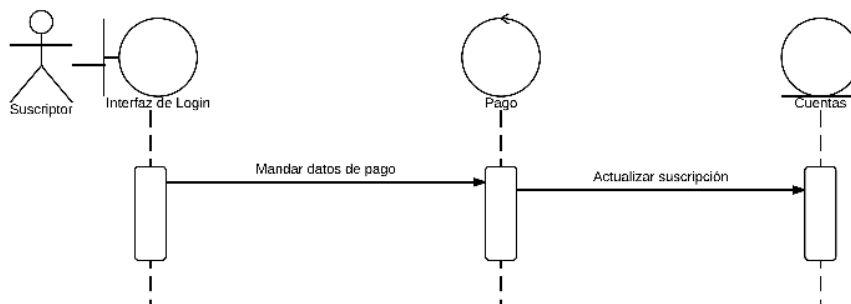 Suscriptor
Interfaz de Login
Pago
Cuentas
Mandar datos de pago
Actualizar suscripción